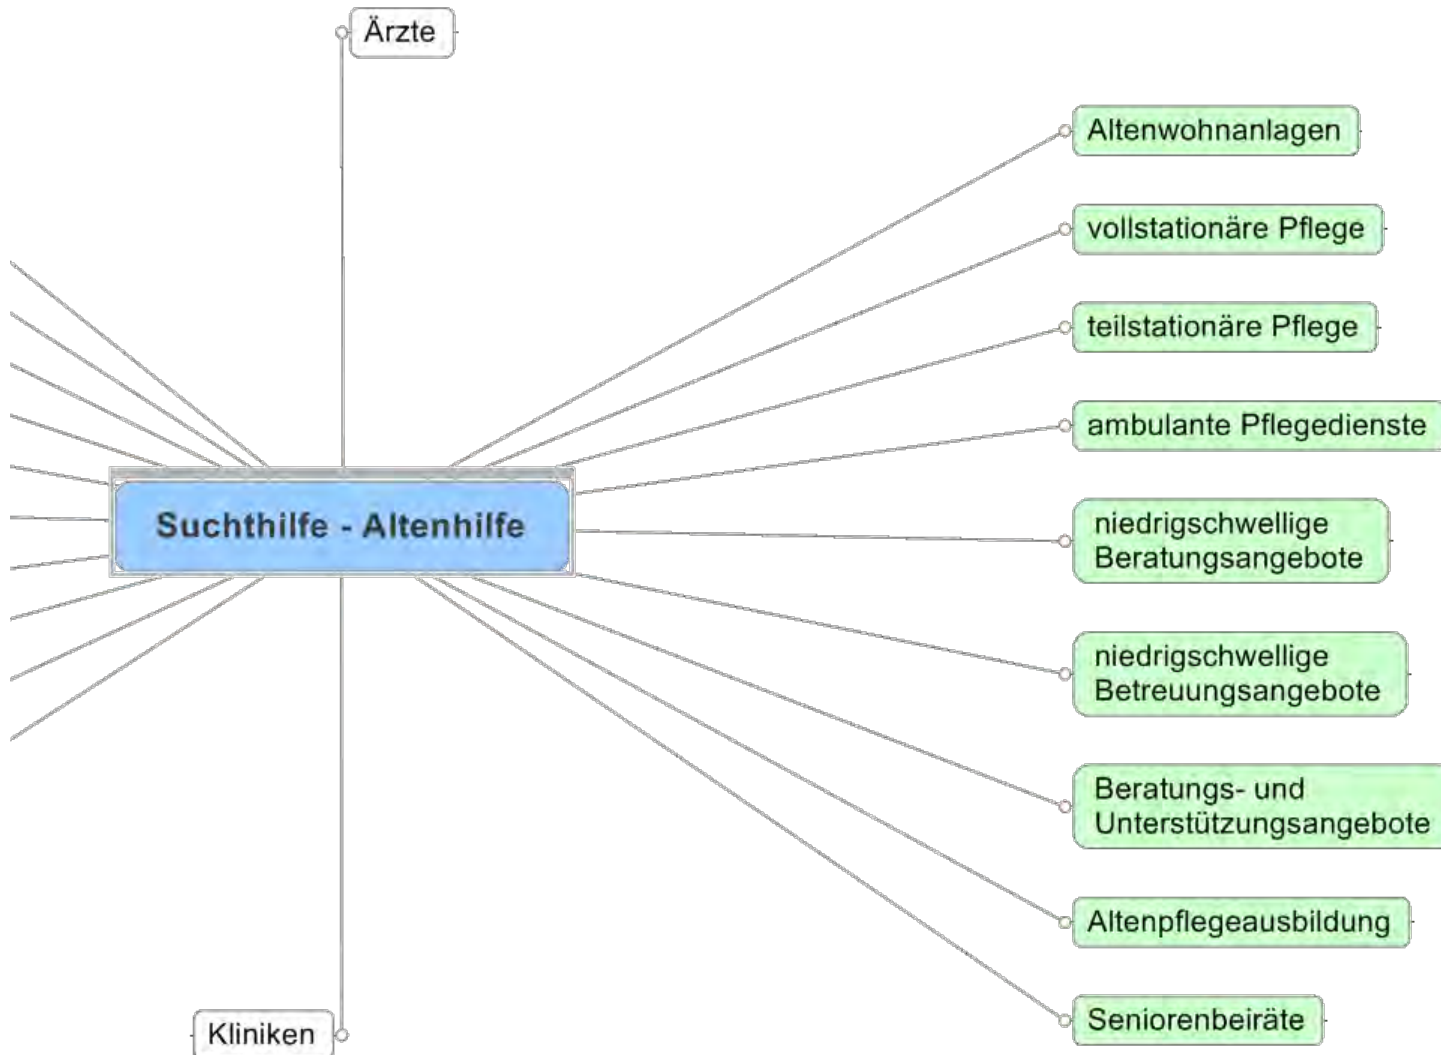 Ärzte
Altenwohnanlagen
vollstationäre Pflege
teilstationäre Pflege
ambulante Pflegedienste
Suchthilfe - Altenhilfe
niedrigschwellige
Beratungsangebote
niedrigschwellige
Betreuungsangebote
Beratungs- und
Unterstützungsangebote
Altenpflegeausbildung
Seniorenbeiräte
Kliniken